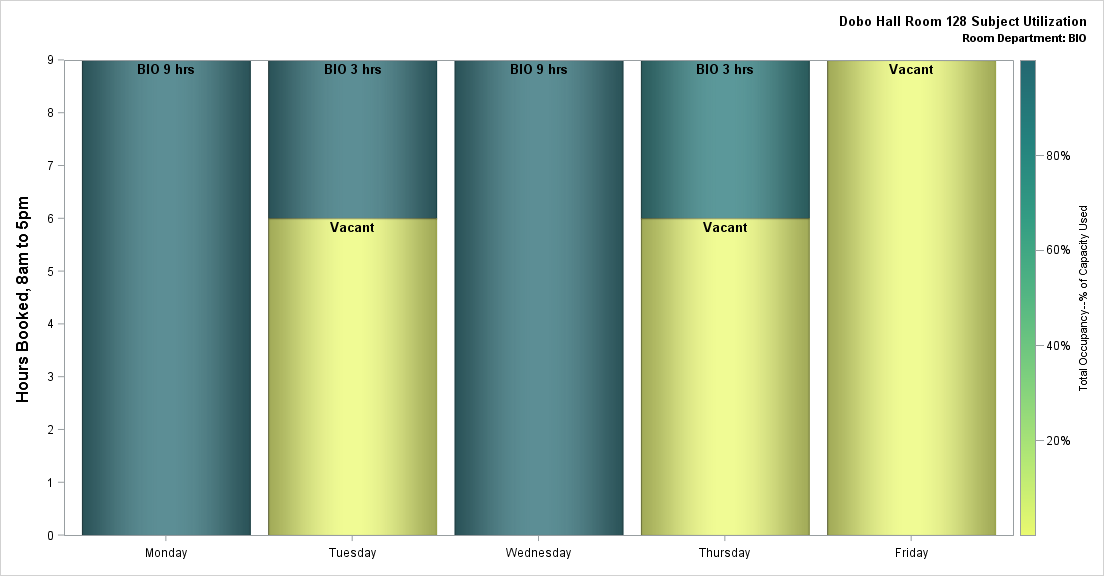 Dobo Hall Room 128 Subject Utilization
Room Department: BIO
Hours Booked, 8am to 5pm
9
8
7
6
5
4
3
2
1
0
BIO 9 hrs
BIO 3 hrs
BIO 9 hrs
BIO 3 hrs
Vacant
Vacant
Vacant
Monday
Tuesday
Wednesday
Thursday
Friday
80%
60%
40%
20%
Total Occupancy--% of Capacity Used